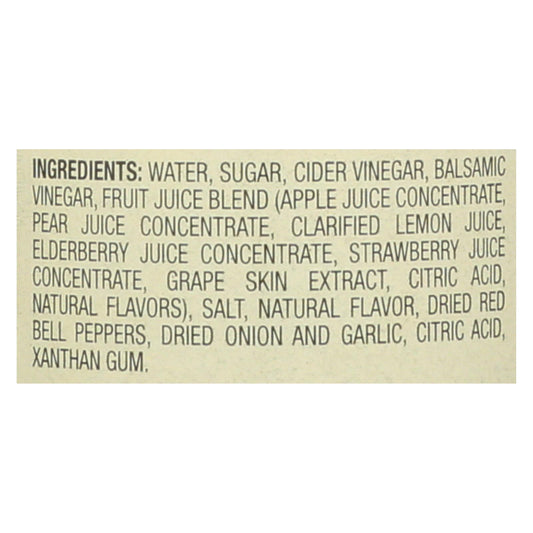 INGREDIENTS: WATER, SUGAR, CIDER VINEGAR, BALSAMIC
VINEGAR, FRUIT JUICE BLEND (APPLE JUICE CONCENTRATE,
PEAR JUICE CONCENTRATE, CLARIFIED LEMON JUICE,
ELDERBERRY JUICE CONCENTRATE, STRAWBERRY JUICE
CONCENTRATE, GRAPE SKIN EXTRACT, CITRIC ACID,
NATURAL FLAVORS), SALT, NATURAL FLAVOR, DRIED RED
BELL PEPPERS, DRIED ONION AND GARLIC, CITRIC ACID,
XANTHAN GUM.